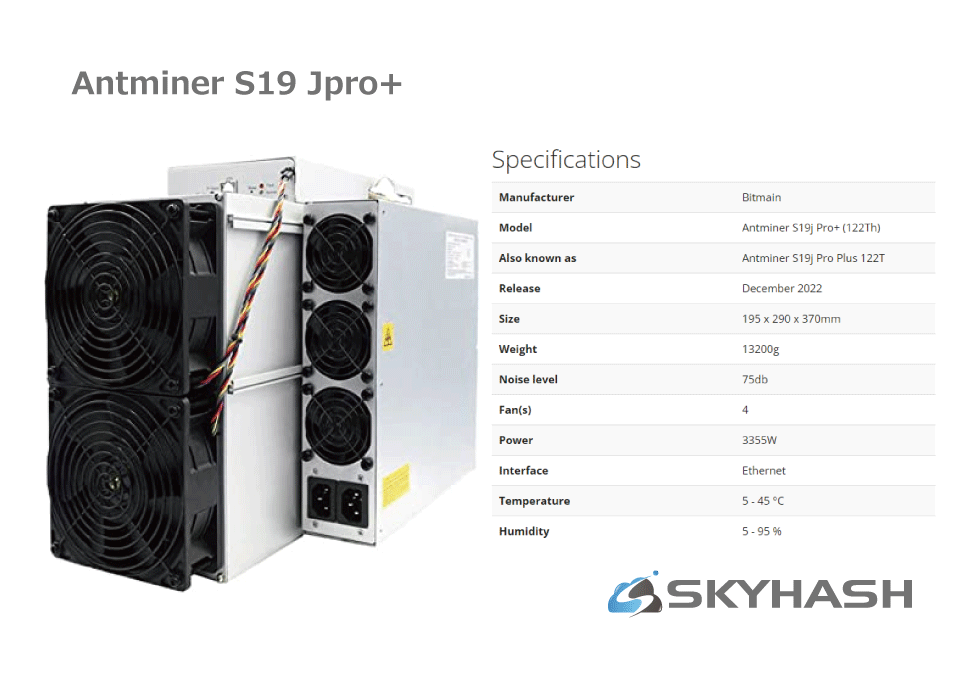 Antminer S19 Jpro+
Specifications
Manufacturer Bitmain
Model Antminer S19j Pro+ (122Th)
Also known as Antminer S19j Pro Plus 122T
Release December 2022
Size 195 x 290 x 370mm
Weight 13200g
Noise level 75db
Fan(s) 4
Power 3355W
Interface Ethernet
Temperature 5 - 45 °C
Humidity 5 - 95 %
SKYHASH